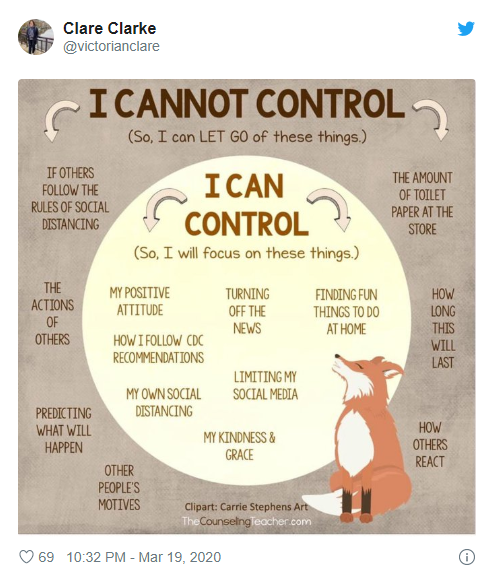 Clare Clarke
@victorianclare
I CANNOT CONTROL
(So, I can LET GO of these things.)
IF OTHERS
FOLLOW THE
RULES OF SOCIAL
DISTANCING
THE AMOUNT
OF TOILET
PAPER AT THE
STORE
I CAN
CONTROL
(So, I will focus on these things.)
THE
ACTIONS
OF
OTHERS
MY POSITIVE
ATTITUDE
TURNING
OFF THE
NEWS
FINDING FUN
THINGS TO DO
AT HOME
HOW
LONG
THIS
WILL
LAST
HOW I FOLLOW CDC
RECOMMENDATIONS
LIMITING MY
SOCIAL MEDIA
MY OWN SOCIAL
DISTANCING
PREDICTING
WHAT WILL
HAPPEN
MY KINDNESS &
GRACE
HOW
OTHERS
REACT
OTHER
PEOPLE'S
MOTIVES
Clipart: Carrie Stephens Art
TheCounselingTeacher.com
69 10:32 PM - Mar 19, 2020